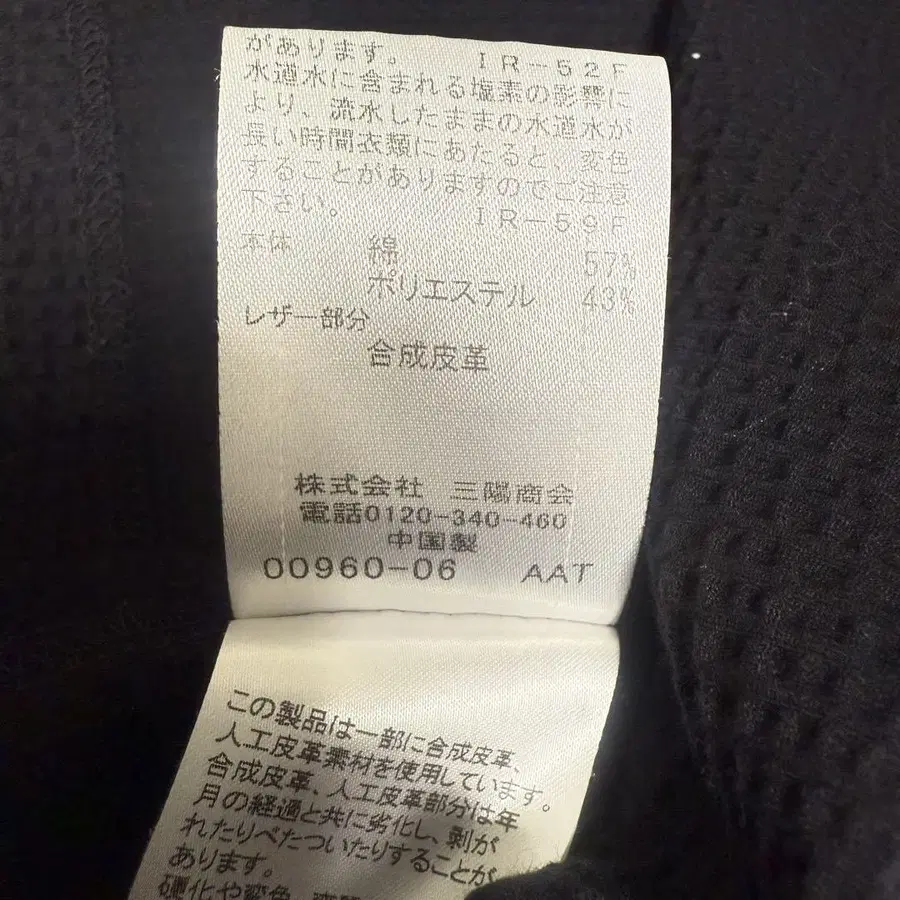 があります。 IR-52F
水道水に含まれる塩素の影響に
より、流水したままの水道水が
長い時間衣類にあたると、変色
することがありますのでご注意
下さい。 IR-59F
本体 綿 57%
ポリエステル 43%
レザー部分
合成皮革
株式会社 三陽商会
電話0120-340-460
中国製
00960-06 AAT
この製品は一部に合成皮革、
人工皮革素材を使用しています。
合成皮革、人工皮革部分は年
月の経過と共に劣化し、剥が
れたりべたついたりすることが
あります。
硬化や変色、